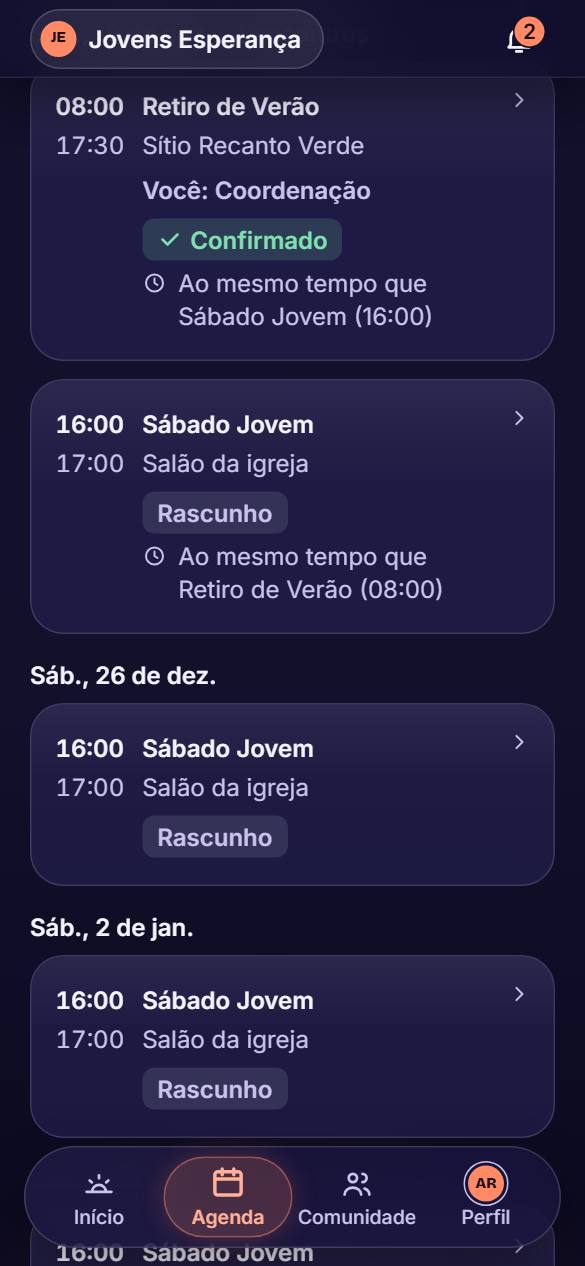 JE Jovens Esperança
2
08:00 Retiro de Verão
17:30 Sítio Recanto Verde
Você: Coordenação
Confirmado
Ao mesmo tempo que
Sábado Jovem (16:00)
16:00 Sábado Jovem
17:00 Salão da igreja
Rascunho
Ao mesmo tempo que
Retiro de Verão (08:00)
Sáb., 26 de dez.
16:00 Sábado Jovem
17:00 Salão da igreja
Rascunho
Sáb., 2 de jan.
16:00 Sábado Jovem
17:00 Salão da igreja
Rascunho
AR
Início Agenda Comunidade Perfil
16:00 Sábado Jovem